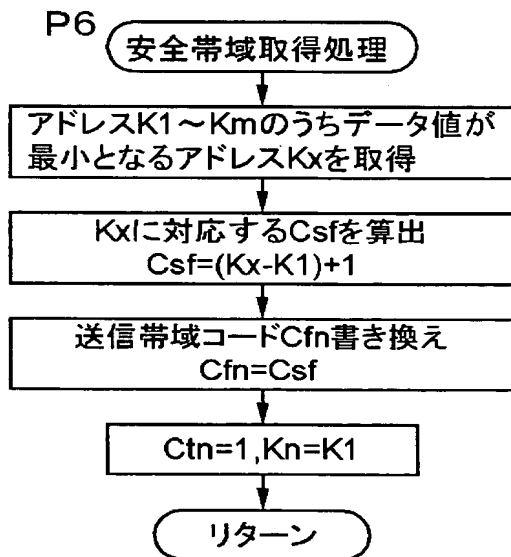 P6
安全帯域取得処理
アドレスK1～Kmのうちデータ値が
最小となるアドレスKxを取得
Kxに対応するCsfを算出
Csf=(Kx-K1)+1
送信帯域コードCfn書き換え
Cfn=Csf
Ctn=1,Kn=K1
リターン